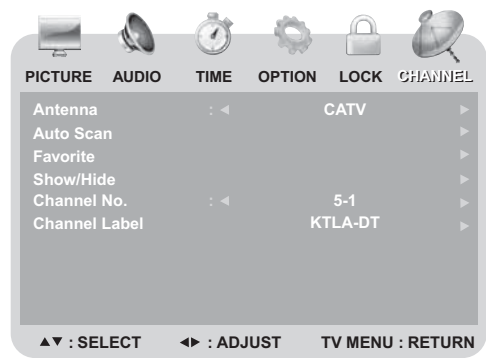 PICTURE AUDIO TIME OPTION LOCK CHANNEL
Antenna : ◄ CATV ►
Auto Scan ►
Favorite ►
Show/Hide ►
Channel No. : ◄ 5-1 ►
Channel Label KTLA-DT ►
▲▼ : SELECT ◄► : ADJUST TV MENU : RETURN